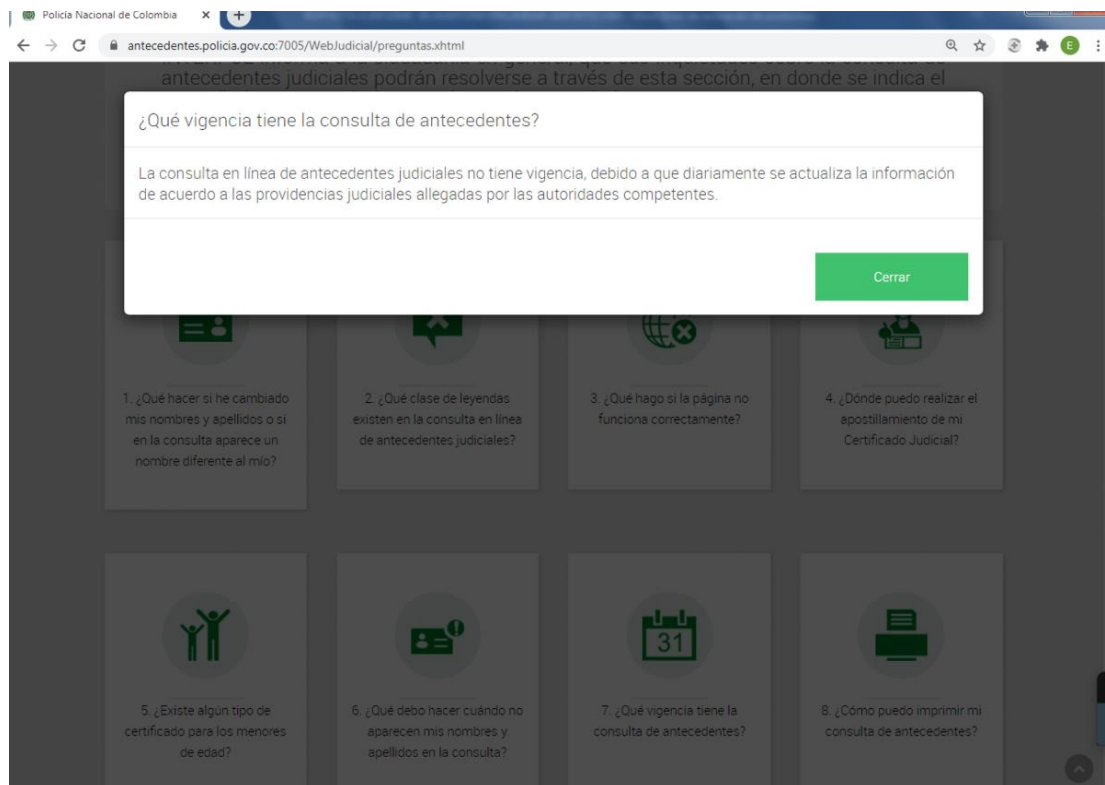 Policía Nacional de Colombia
antecedentes.policia.gov.co:7005/WebJudicial/preguntas.xhtml
E
antecedentes judiciales podrán resolverse a través de esta sección, en donde se indica el
¿Qué vigencia tiene la consulta de antecedentes?
La consulta en línea de antecedentes judiciales no tiene vigencia, debido a que diariamente se actualiza la información
de acuerdo a las providencias judiciales allegadas por las autoridades competentes.
Cerrar
1. ¿Qué hacer si he cambiado
mis nombres y apellidos o si
en la consulta aparece un
nombre diferente al mío?
2. ¿Qué clase de leyendas
existen en la consulta en línea
de antecedentes judiciales?
3. ¿Qué hago si la página no
funciona correctamente?
4. ¿Dónde puedo realizar el
apostillamiento de mi
Certificado Judicial?
31
5. ¿Existe algún tipo de
certificado para los menores
de edad?
6. ¿Qué debo hacer cuándo no
aparecen mis nombres y
apellidos en la consulta?
7. ¿Qué vigencia tiene la
consulta de antecedentes?
8. ¿Cómo puedo imprimir mi
consulta de antecedentes?